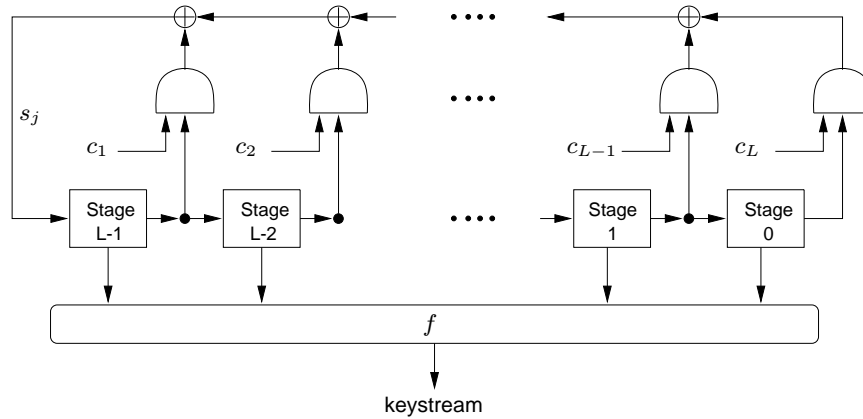 s_j
c_1
c_2
c_{L−1}
c_L
Stage L-1
Stage L-2
Stage 1
Stage 0
f
keystream